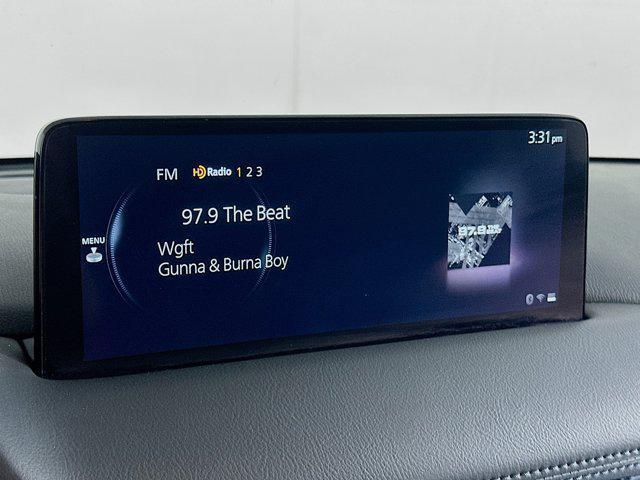 3:31 pm
FM HD Radio 1 2 3
97.9 The Beat
MENU
Wgft
Gunna & Burna Boy
97.9